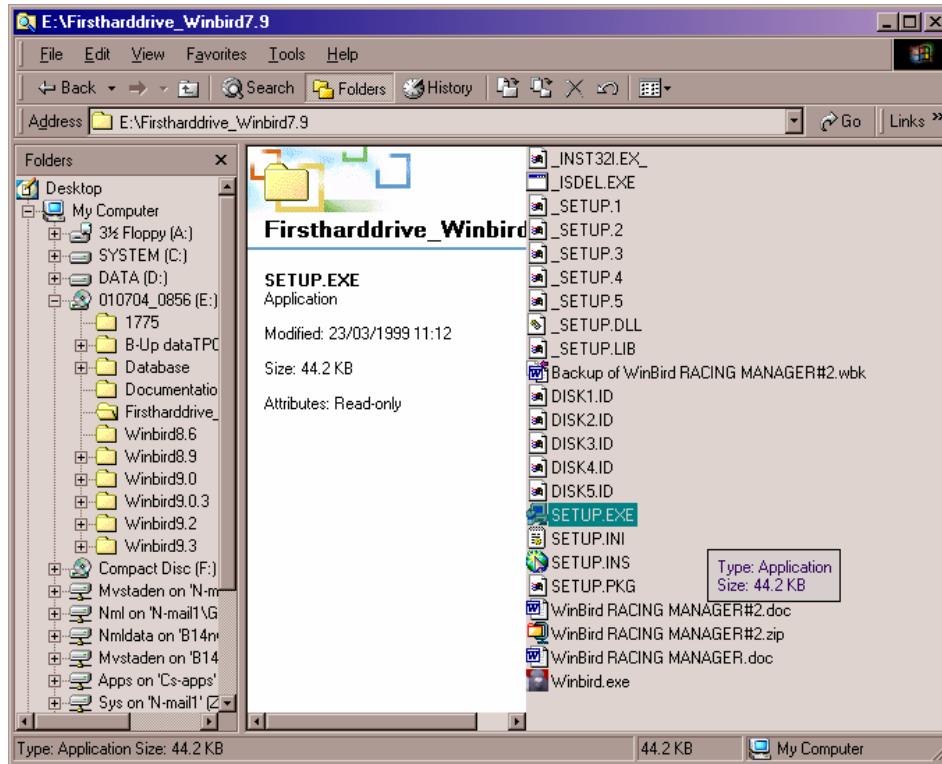 E:\Firstharddrive_Winbird7.9
File Edit View Favorites Tools Help
Back Search Folders History
Address E:\Firstharddrive_Winbird7.9 Go Links »
Folders
Desktop
My Computer
3½ Floppy (A:)
SYSTEM (C:)
DATA (D:)
010704_0856 (E:)
1775
B-Up dataTPC
Database
Documentatio
Firstharddrive_
Winbird8.6
Winbird8.9
Winbird9.0
Winbird9.0.3
Winbird9.2
Winbird9.3
Compact Disc (F:)
Mvstaden on 'N-m
Nml on 'N-mail1\G
Nmldata on 'B14n
Mvstaden on 'B14
Apps on 'Cs-apps'
Sys on 'N-mail1' (Z
Firstharddrive_Winbird
SETUP.EXE
Application
Modified: 23/03/1999 11:12
Size: 44.2 KB
Attributes: Read-only
_INST32I.EX_
_ISDEL.EXE
_SETUP.1
_SETUP.2
_SETUP.3
_SETUP.4
_SETUP.5
_SETUP.DLL
_SETUP.LIB
Backup of WinBird RACING MANAGER#2.wbk
DISK1.ID
DISK2.ID
DISK3.ID
DISK4.ID
DISK5.ID
SETUP.EXE
SETUP.INI
SETUP.INS
SETUP.PKG
WinBird RACING MANAGER#2.doc
WinBird RACING MANAGER#2.zip
WinBird RACING MANAGER.doc
Winbird.exe
Type: Application
Size: 44.2 KB
Type: Application Size: 44.2 KB 44.2 KB My Computer